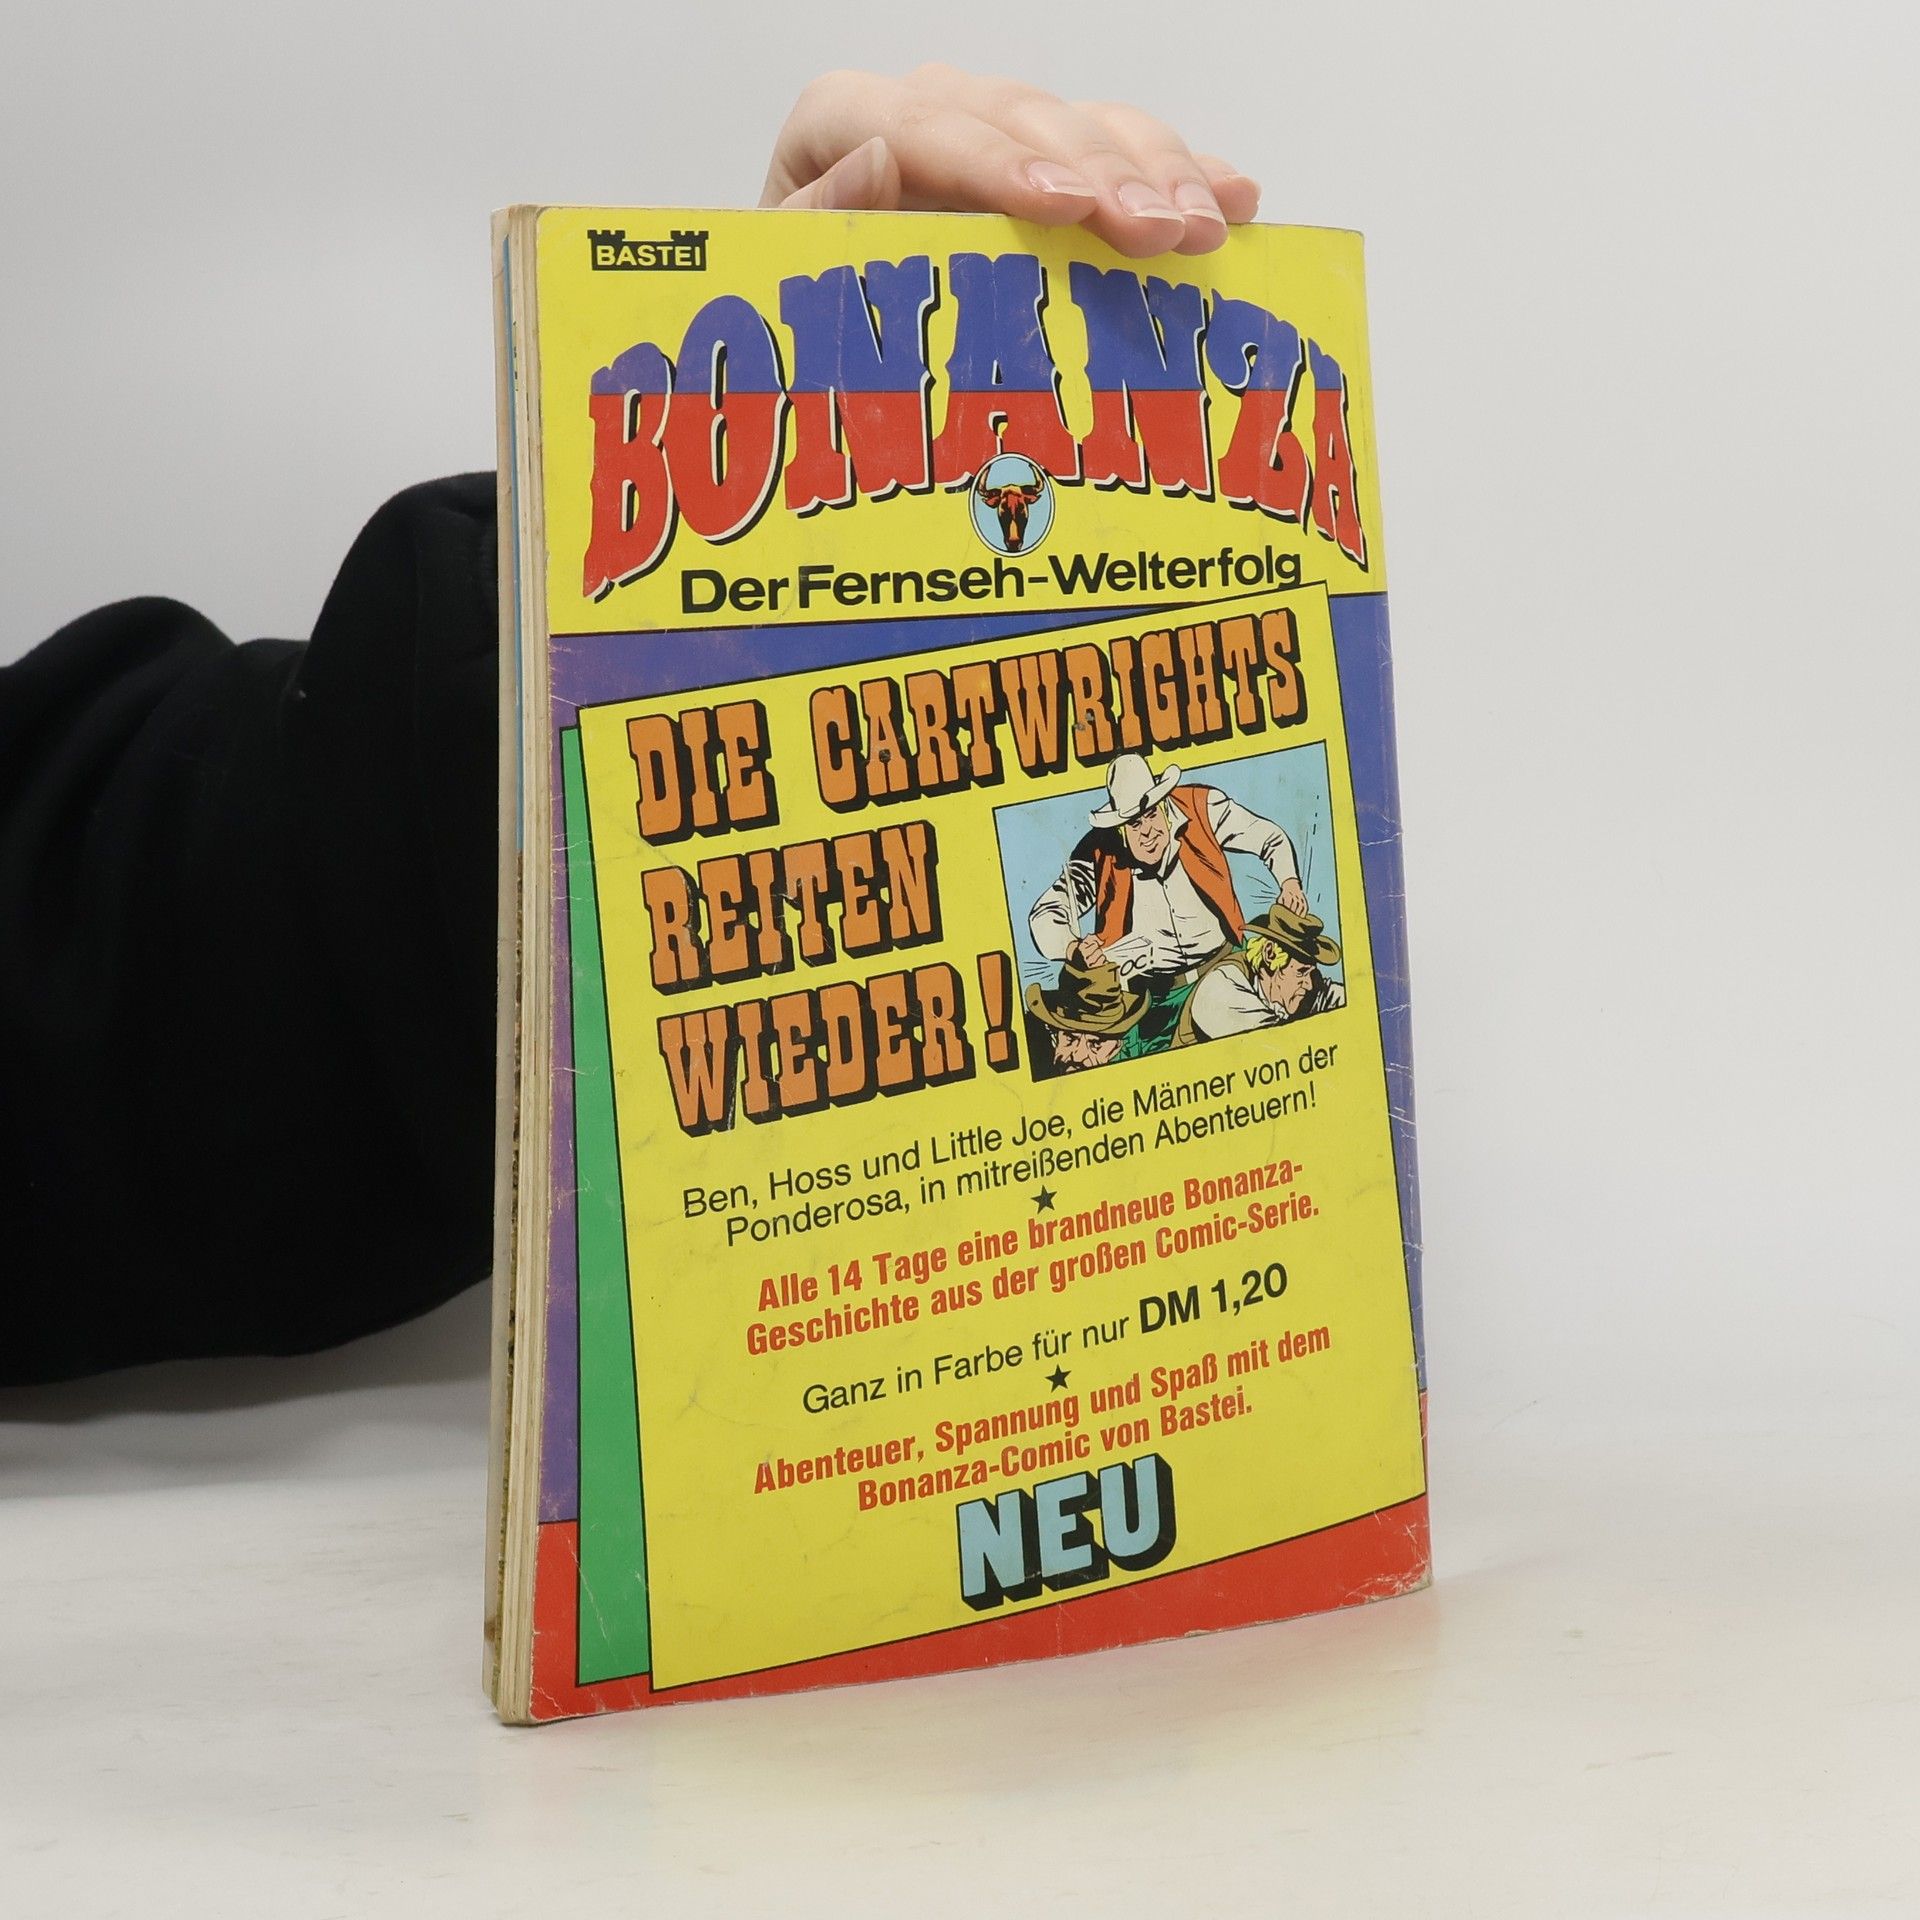 BASTEI
BONANZA
Der Fernseh-Welterfolg
DIE CARTWRIGHTS
REITEN
WIEDER!
TOC!
Ben, Hoss und Little Joe, die Männer von der
Ponderosa, in mitreißenden Abenteuern!
Alle 14 Tage eine brandneue Bonanza-
Geschichte aus der großen Comic-Serie.
Ganz in Farbe für nur DM 1,20
Abenteuer, Spannung und Spaß mit dem
Bonanza-Comic von Bastei.
NEU